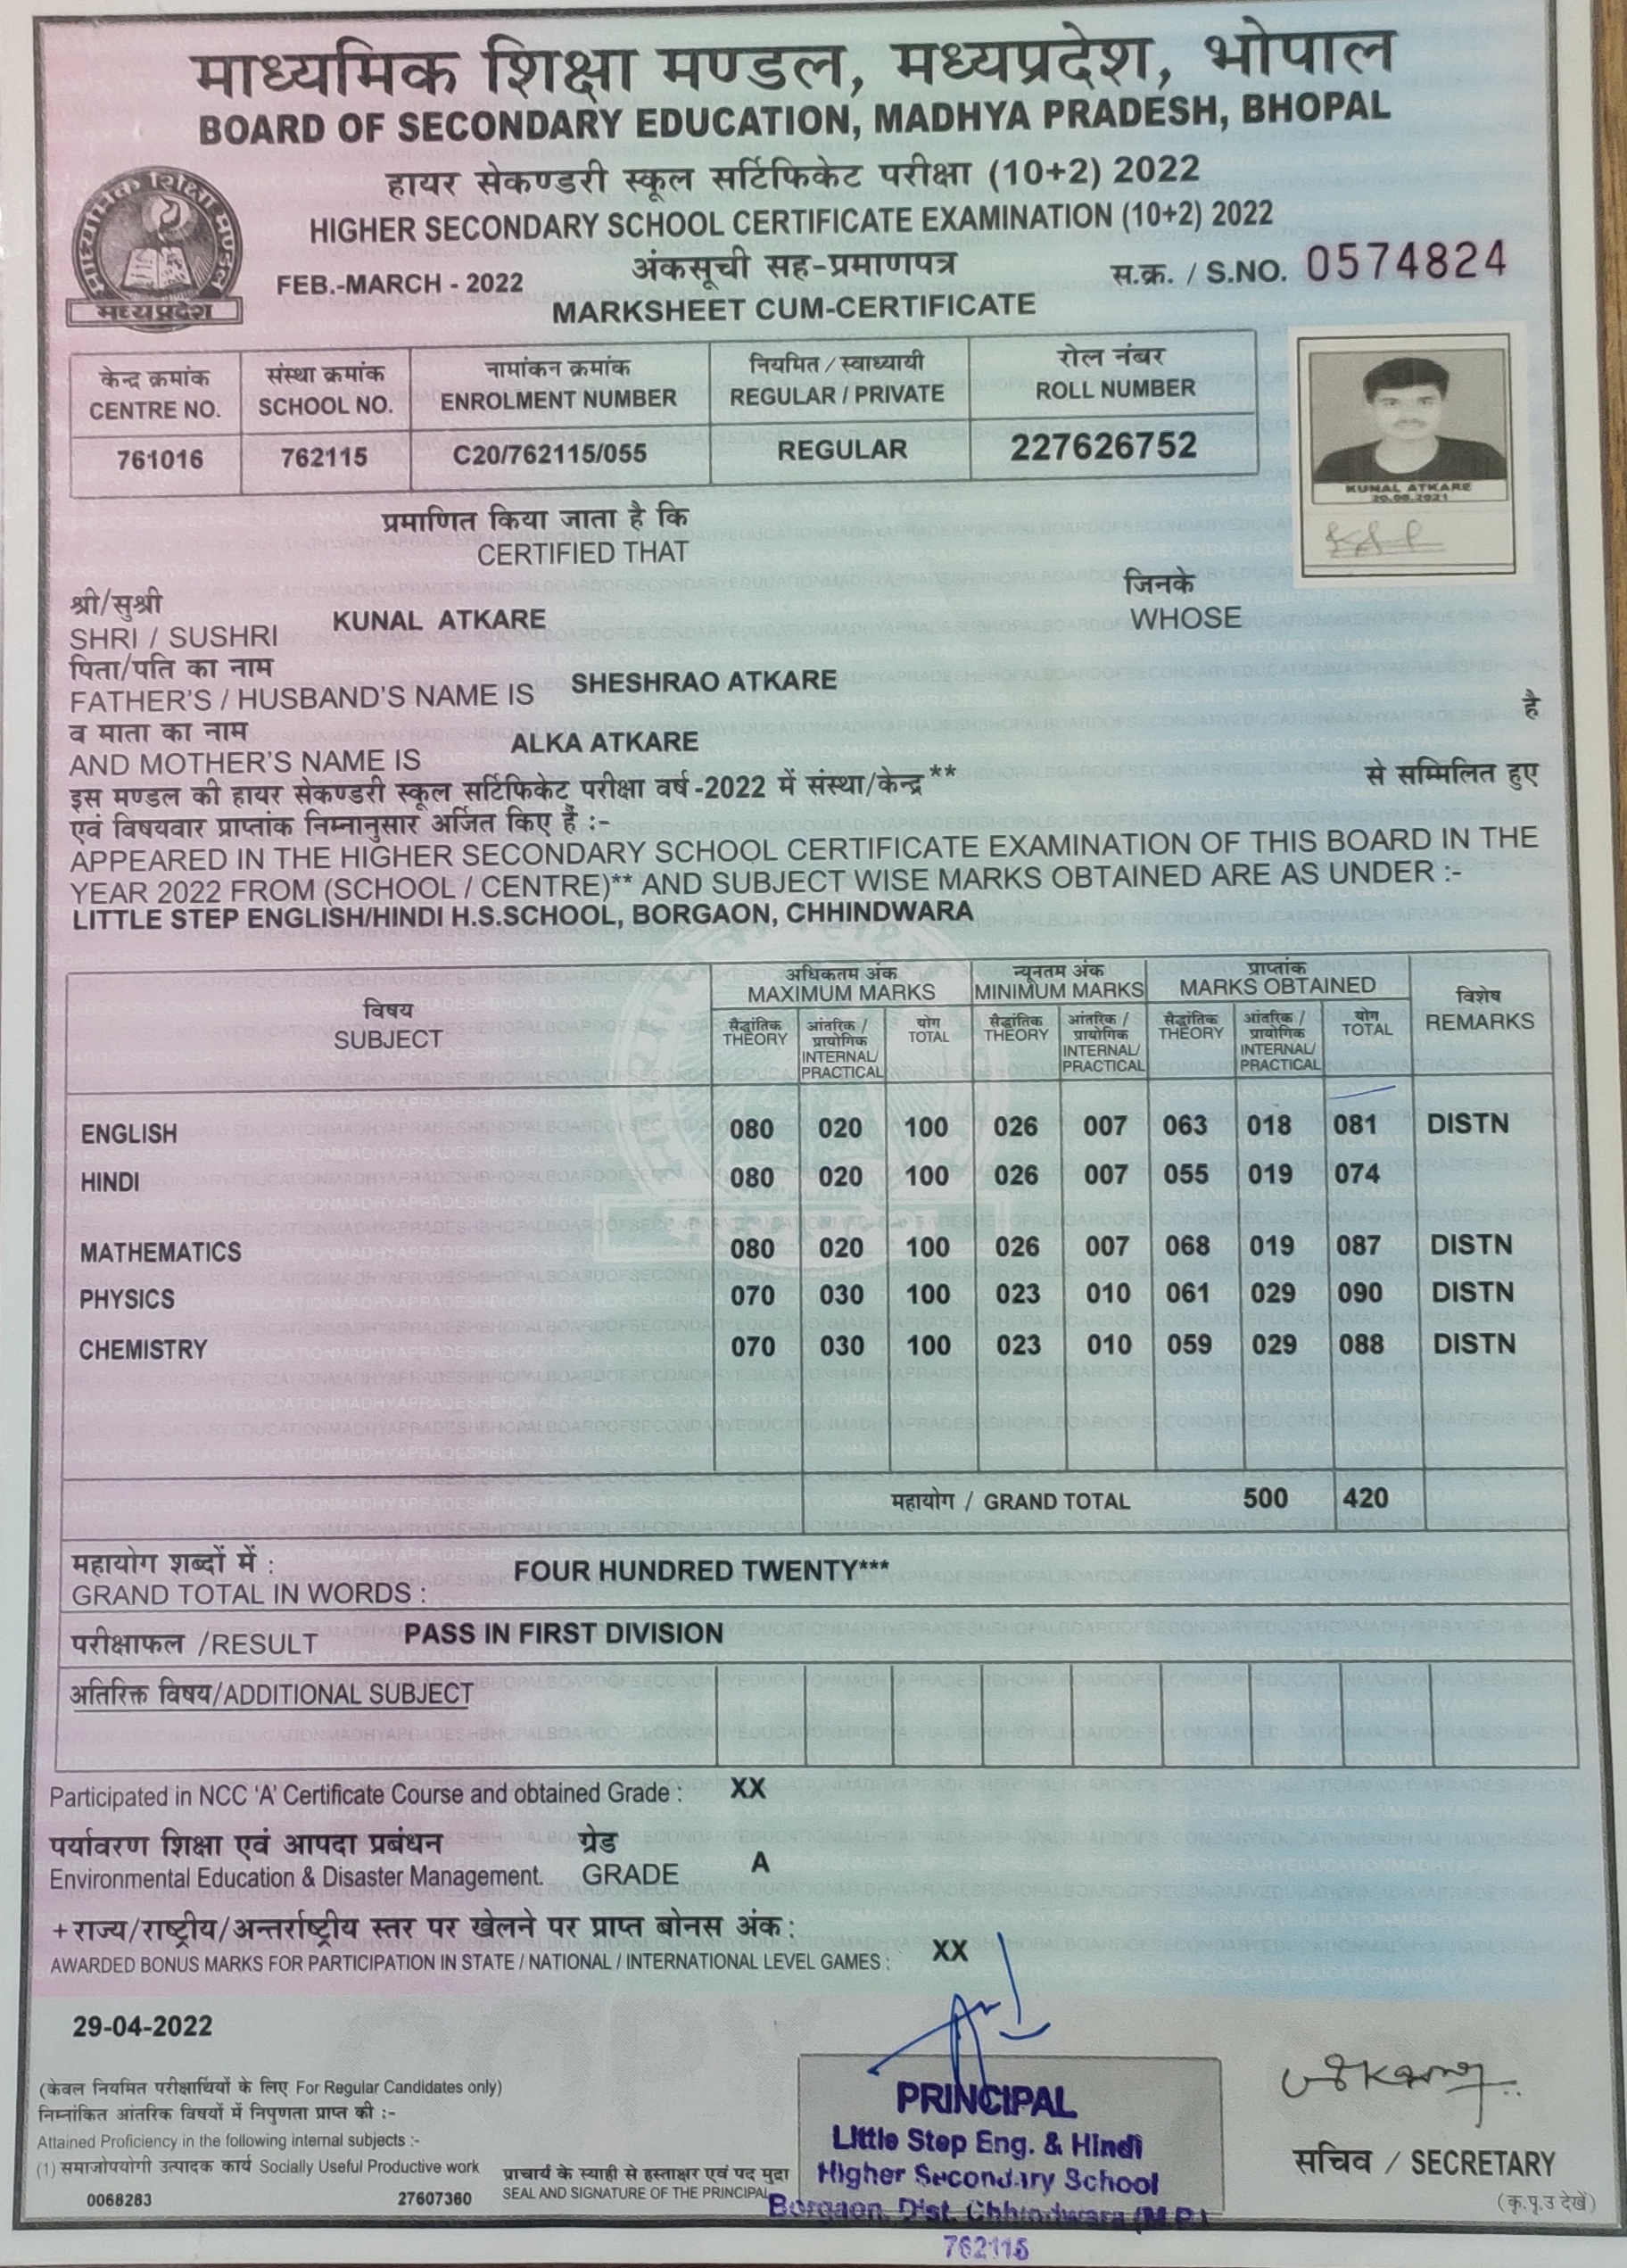 माध्यमिक शिक्षा मण्डल, मध्यप्रदेश, भोपाल
BOARD OF SECONDARY EDUCATION, MADHYA PRADESH, BHOPAL
हायर सेकण्डरी स्कूल सर्टिफिकेट परीक्षा (10+2) 2022
HIGHER SECONDARY SCHOOL CERTIFICATE EXAMINATION (10+2) 2022
माध्यमिक शिक्षा मण्डल
मध्यप्रदेश
FEB.-MARCH - 2022 अंकसूची सह-प्रमाणपत्र स.क्र. / S.NO. 0574824
MARKSHEET CUM-CERTIFICATE
केन्द्र क्रमांक संस्था क्रमांक नामांकन क्रमांक नियमित / स्वाध्यायी रोल नंबर
CENTRE NO. SCHOOL NO. ENROLMENT NUMBER REGULAR / PRIVATE ROLL NUMBER
761016 762115 C20/762115/055 REGULAR 227626752
KUNAL ATKARE
20.09.2021
प्रमाणित किया जाता है कि
CERTIFIED THAT
श्री/सुश्री जिनके
SHRI / SUSHRI KUNAL ATKARE WHOSE
पिता/पति का नाम
FATHER'S / HUSBAND'S NAME IS SHESHRAO ATKARE
व माता का नाम है
AND MOTHER'S NAME IS ALKA ATKARE
इस मण्डल की हायर सेकण्डरी स्कूल सर्टिफिकेट परीक्षा वर्ष-2022 में संस्था/केन्द्र** से सम्मिलित हुए
एवं विषयवार प्राप्तांक निम्नानुसार अर्जित किए हैं :-
APPEARED IN THE HIGHER SECONDARY SCHOOL CERTIFICATE EXAMINATION OF THIS BOARD IN THE
YEAR 2022 FROM (SCHOOL / CENTRE)** AND SUBJECT WISE MARKS OBTAINED ARE AS UNDER :-
LITTLE STEP ENGLISH/HINDI H.S.SCHOOL, BORGAON, CHHINDWARA
विषय अधिकतम अंक न्यूनतम अंक प्राप्तांक विशेष
SUBJECT MAXIMUM MARKS MINIMUM MARKS MARKS OBTAINED REMARKS
सैद्धांतिक आंतरिक / योग सैद्धांतिक आंतरिक / सैद्धांतिक आंतरिक / योग
THEORY प्रायोगिक TOTAL THEORY प्रायोगिक THEORY प्रायोगिक TOTAL
INTERNAL/ INTERNAL/ INTERNAL/
PRACTICAL PRACTICAL PRACTICAL
ENGLISH 080 020 100 026 007 063 018 081 DISTN
HINDI 080 020 100 026 007 055 019 074
MATHEMATICS 080 020 100 026 007 068 019 087 DISTN
PHYSICS 070 030 100 023 010 061 029 090 DISTN
CHEMISTRY 070 030 100 023 010 059 029 088 DISTN
महायोग / GRAND TOTAL 500 420
महायोग शब्दों में :
GRAND TOTAL IN WORDS : FOUR HUNDRED TWENTY***
परीक्षाफल /RESULT PASS IN FIRST DIVISION
अतिरिक्त विषय/ADDITIONAL SUBJECT
Participated in NCC 'A' Certificate Course and obtained Grade : XX
पर्यावरण शिक्षा एवं आपदा प्रबंधन ग्रेड
Environmental Education & Disaster Management. GRADE A
+राज्य/राष्ट्रीय/अन्तर्राष्ट्रीय स्तर पर खेलने पर प्राप्त बोनस अंक :
AWARDED BONUS MARKS FOR PARTICIPATION IN STATE / NATIONAL / INTERNATIONAL LEVEL GAMES : XX
29-04-2022
(केवल नियमित परीक्षार्थियों के लिए For Regular Candidates only)
निम्नांकित आंतरिक विषयों में निपुणता प्राप्त की :-
Attained Proficiency in the following internal subjects :-
(1) समाजोपयोगी उत्पादक कार्य Socially Useful Productive work
0068283 27607360
प्राचार्य के स्याही से हस्ताक्षर एवं पद मुद्रा
SEAL AND SIGNATURE OF THE PRINCIPAL
PRINCIPAL
Little Step Eng. & Hindi
Higher Secondary School
Borgaon, Dist. Chhindwara (M.P.)
762115
सचिव / SECRETARY
(कृ.पृ.उ देखें)